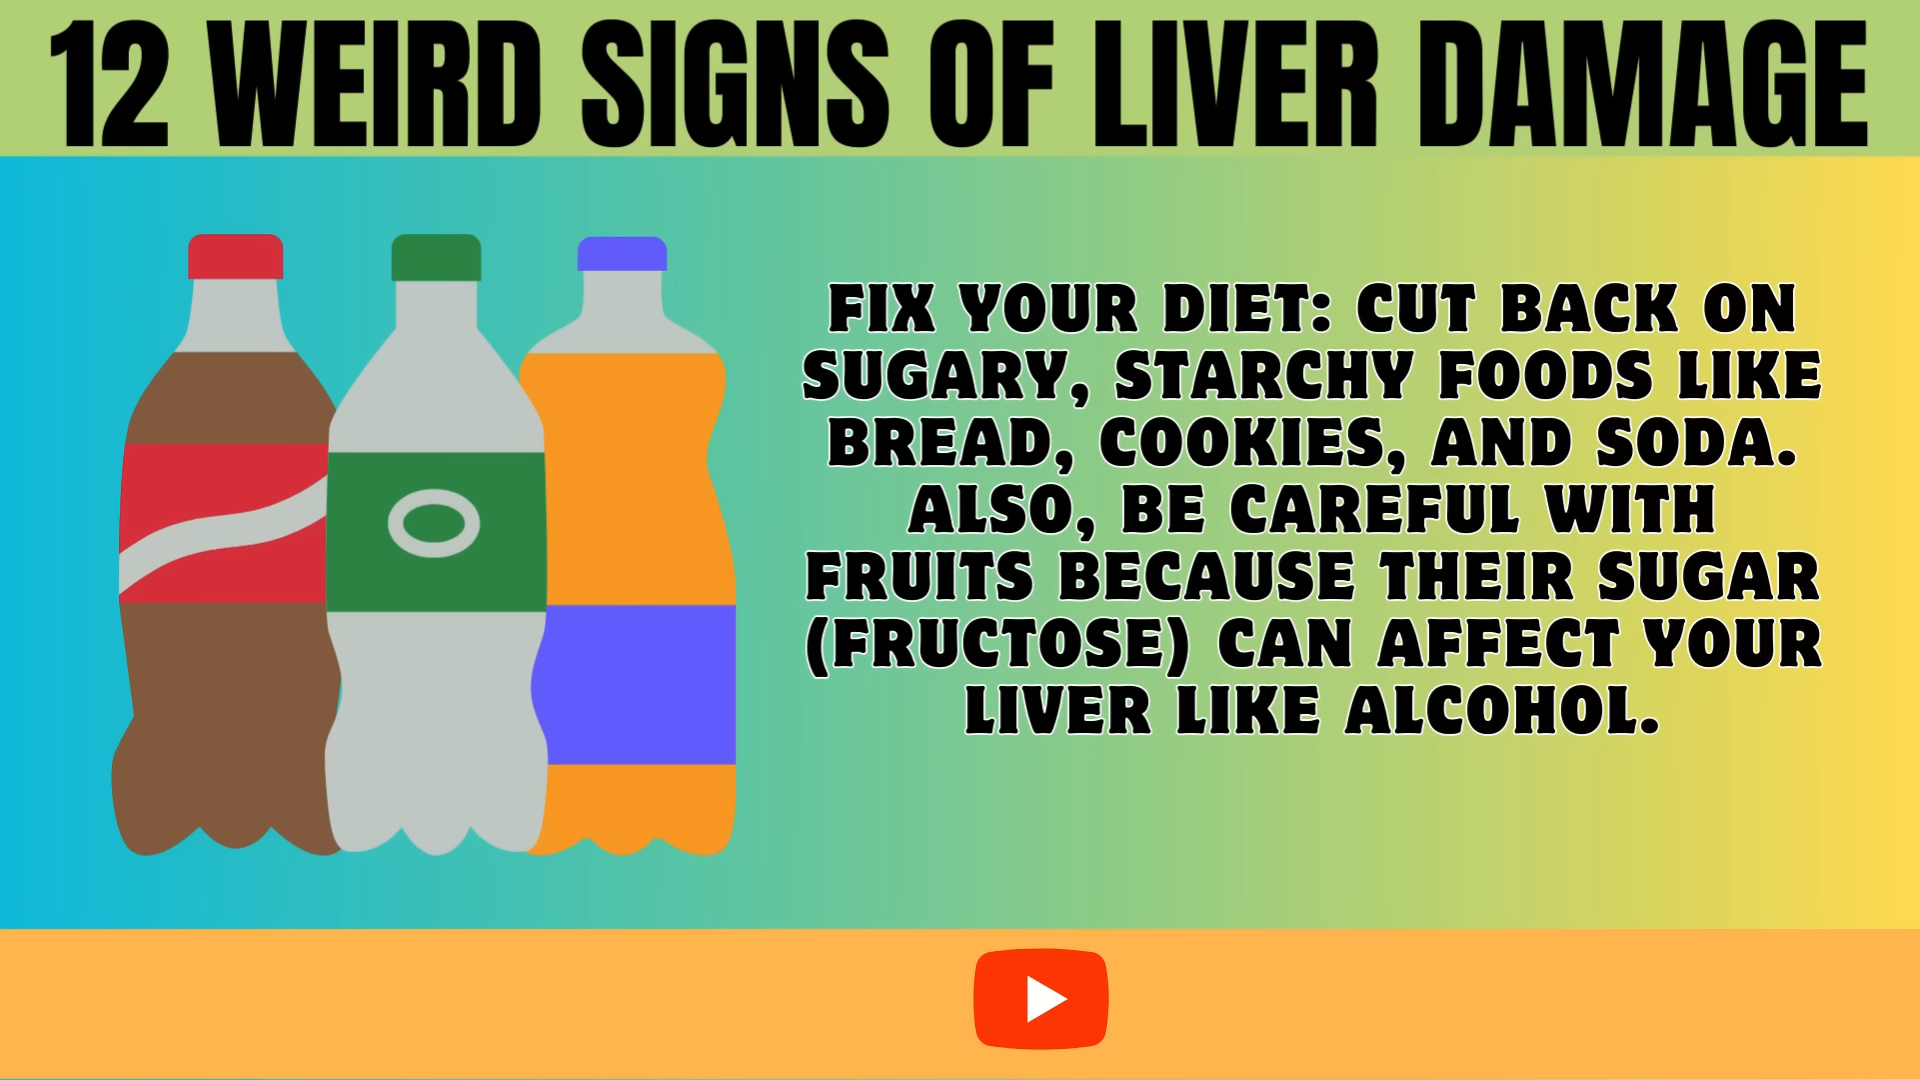 12 WEIRD SIGNS OF LIVER DAMAGE
FIX YOUR DIET: CUT BACK ON
SUGARY, STARCHY FOODS LIKE
BREAD, COOKIES, AND SODA.
ALSO, BE CAREFUL WITH
FRUITS BECAUSE THEIR SUGAR
(FRUCTOSE) CAN AFFECT YOUR
LIVER LIKE ALCOHOL.